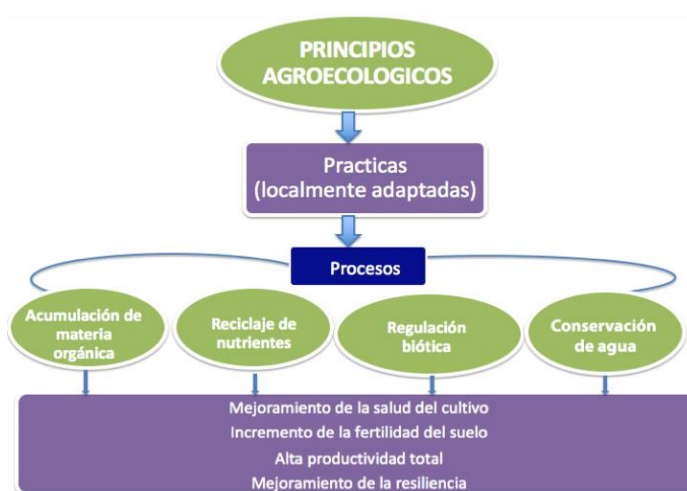 PRINCIPIOS
AGROECOLOGICOS
Practicas
(localmente adaptadas)
Procesos
Acumulación de
materia
orgánica
Reciclaje de
nutrientes
Regulación
biótica
Conservación
de agua
Mejoramiento de la salud del cultivo
Incremento de la fertilidad del suelo
Alta productividad total
Mejoramiento de la resiliencia